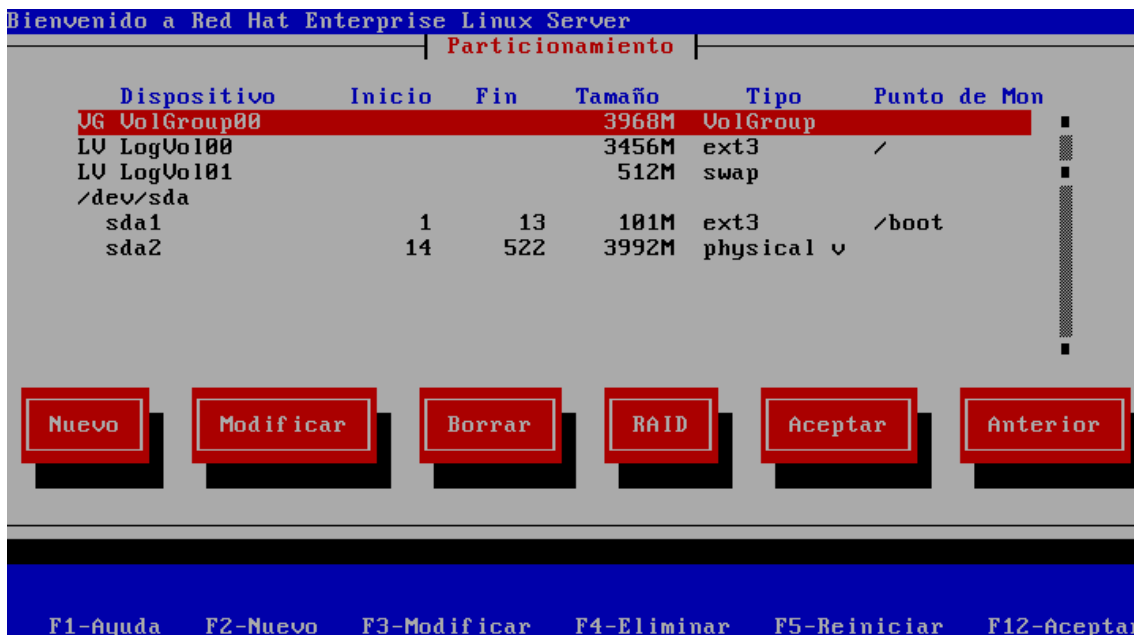 Bienvenido a Red Hat Enterprise Linux Server
Particionamiento
Dispositivo Inicio Fin Tamaño Tipo Punto de Mon
VG VolGroup00 3968M VolGroup
LV LogVol00 3456M ext3 /
LV LogVol01 512M swap
/dev/sda
sda1 1 13 101M ext3 /boot
sda2 14 522 3992M physical v
Nuevo Modificar Borrar RAID Aceptar Anterior
F1-Ayuda F2-Nuevo F3-Modificar F4-Eliminar F5-Reiniciar F12-Aceptar